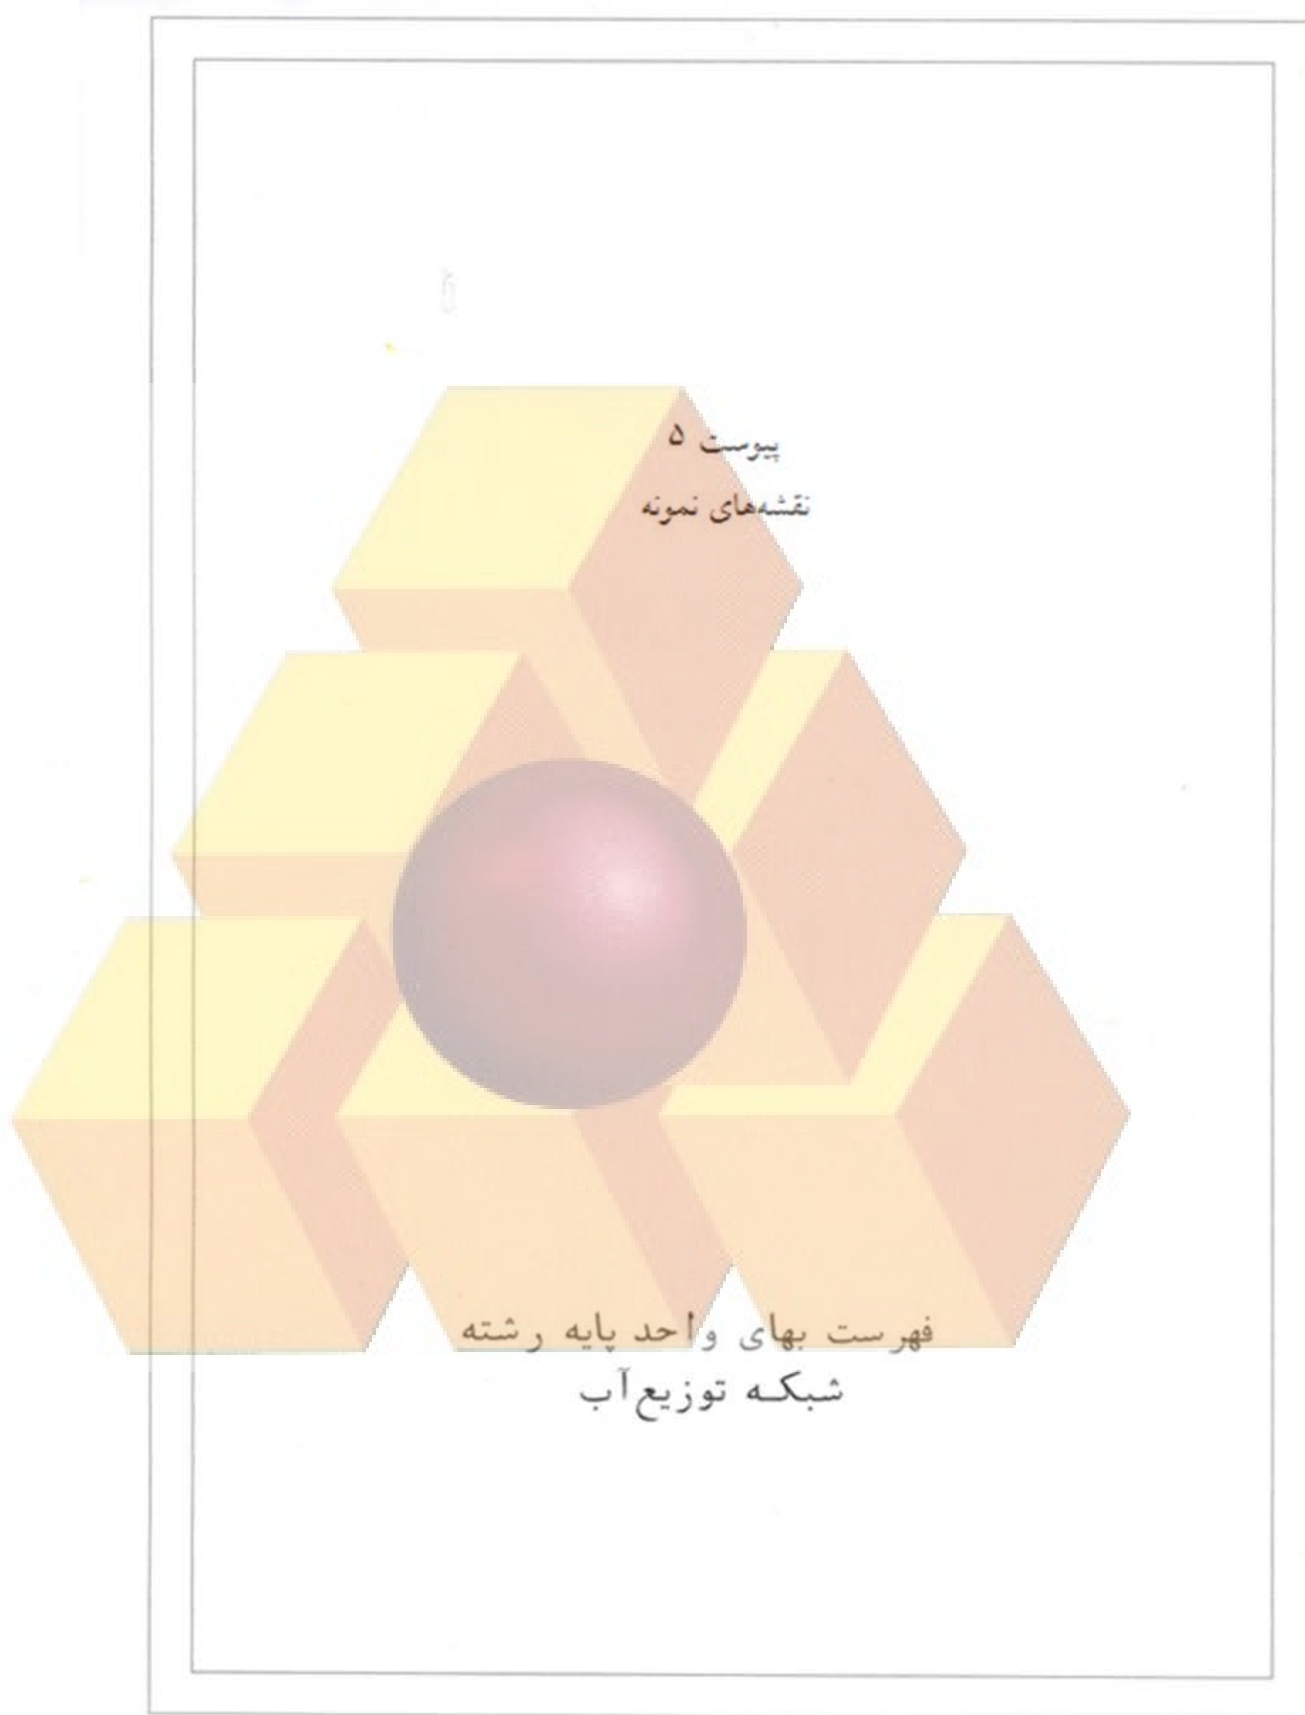 پیوست ۵
نقشه‌های نمونه
فهرست بهای واحد پایه رشته
شبکه توزیع آب